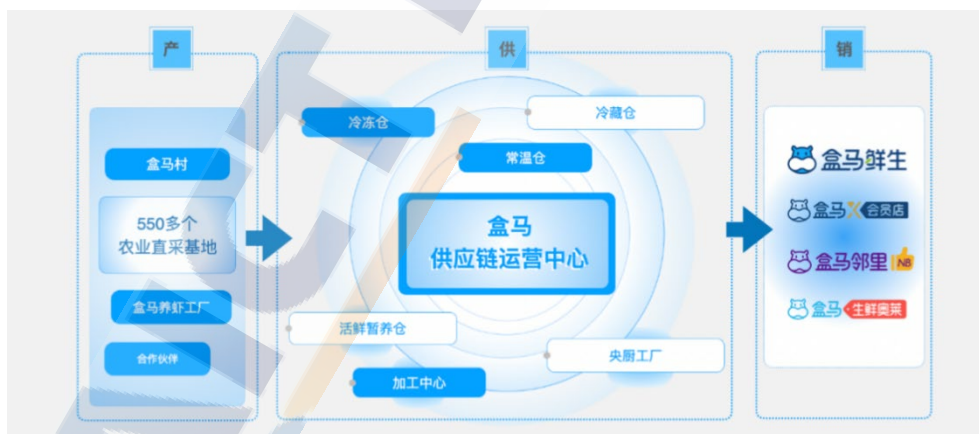 产
供
销
盒马村
550多个
农业直采基地
盒马养虾工厂
合作伙伴
冷冻仓
冷藏仓
常温仓
盒马
供应链运营中心
活鲜暂养仓
央厨工厂
加工中心
盒马鲜生
盒马X会员店
盒马邻里 NB
盒马 生鲜奥莱